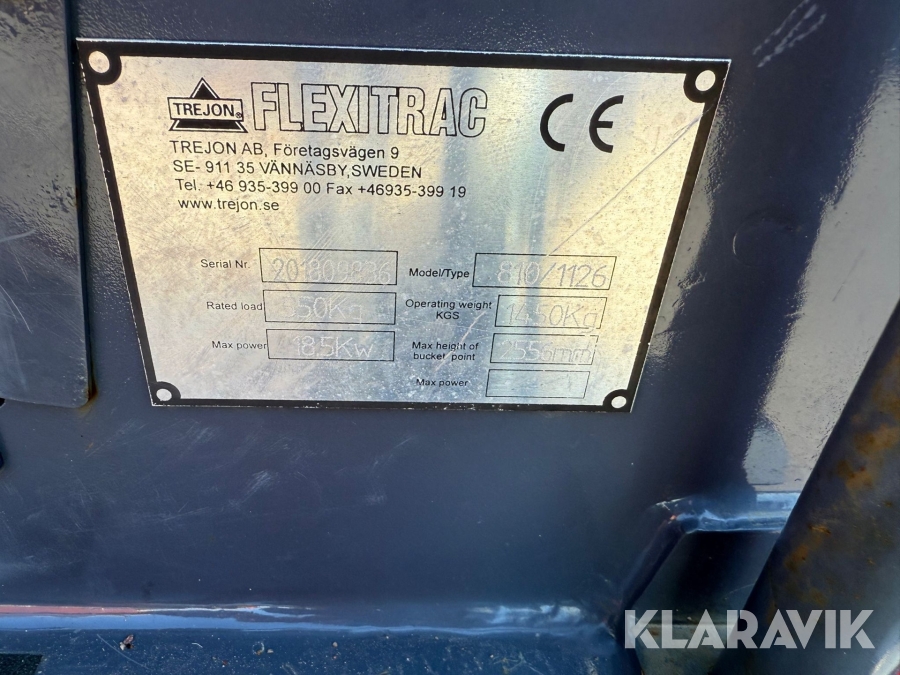 TREJON®
FLEXITRAC
CE
TREJON AB, Företagsvägen 9
SE- 911 35 VÄNNÄSBY,SWEDEN
Tel.: +46 935-399 00 Fax +46935-399 19
www.trejon.se
Serial Nr.
Model/Type 810/1126
Rated load
Operating weight KGS 1450Kg
Max power 18.5Kw
Max height of bucket point
Max power
KLARAVIK